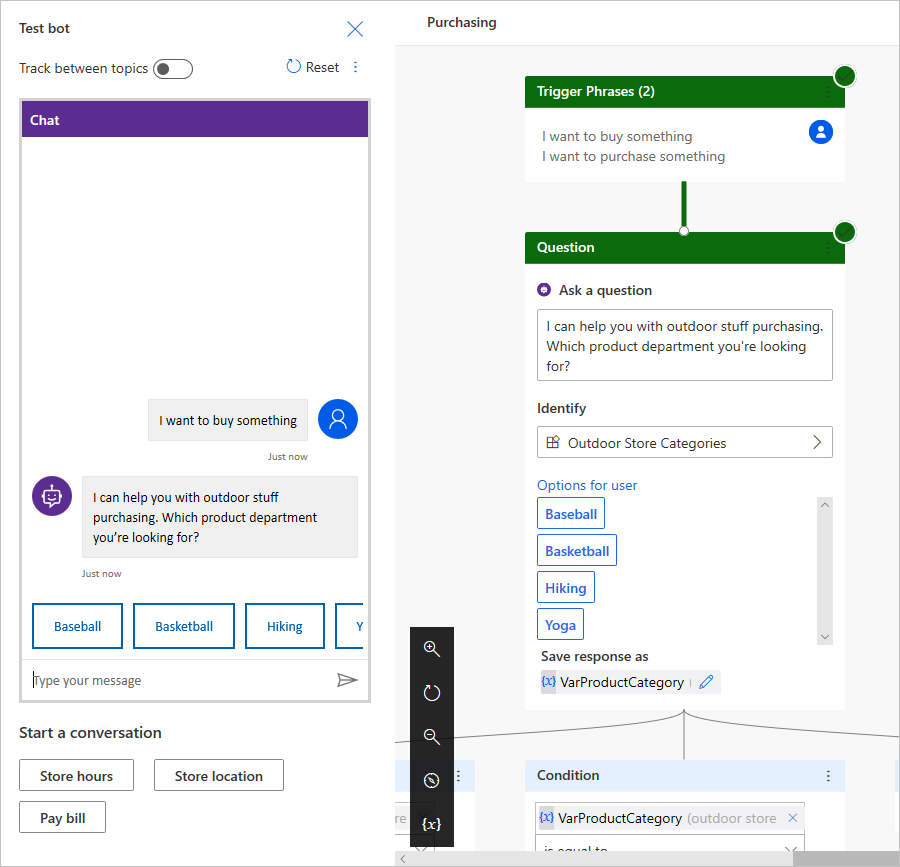 Test bot
Track between topics
Reset
Chat
I want to buy something
Just now
I can help you with outdoor stuff
purchasing. Which product department
you're looking for?
Just now
Baseball
Basketball
Hiking
Y
Type your message
Start a conversation
Store hours
Store location
Pay bill
Purchasing
Trigger Phrases (2)
I want to buy something
I want to purchase something
Question
Ask a question
I can help you with outdoor stuff purchasing.
Which product department you're looking
for?
Identify
Outdoor Store Categories
Options for user
Baseball
Basketball
Hiking
Yoga
Save response as
{x} VarProductCategory (
{x}
re
Condition
{x} VarProductCategory (outdoor store
is equal to